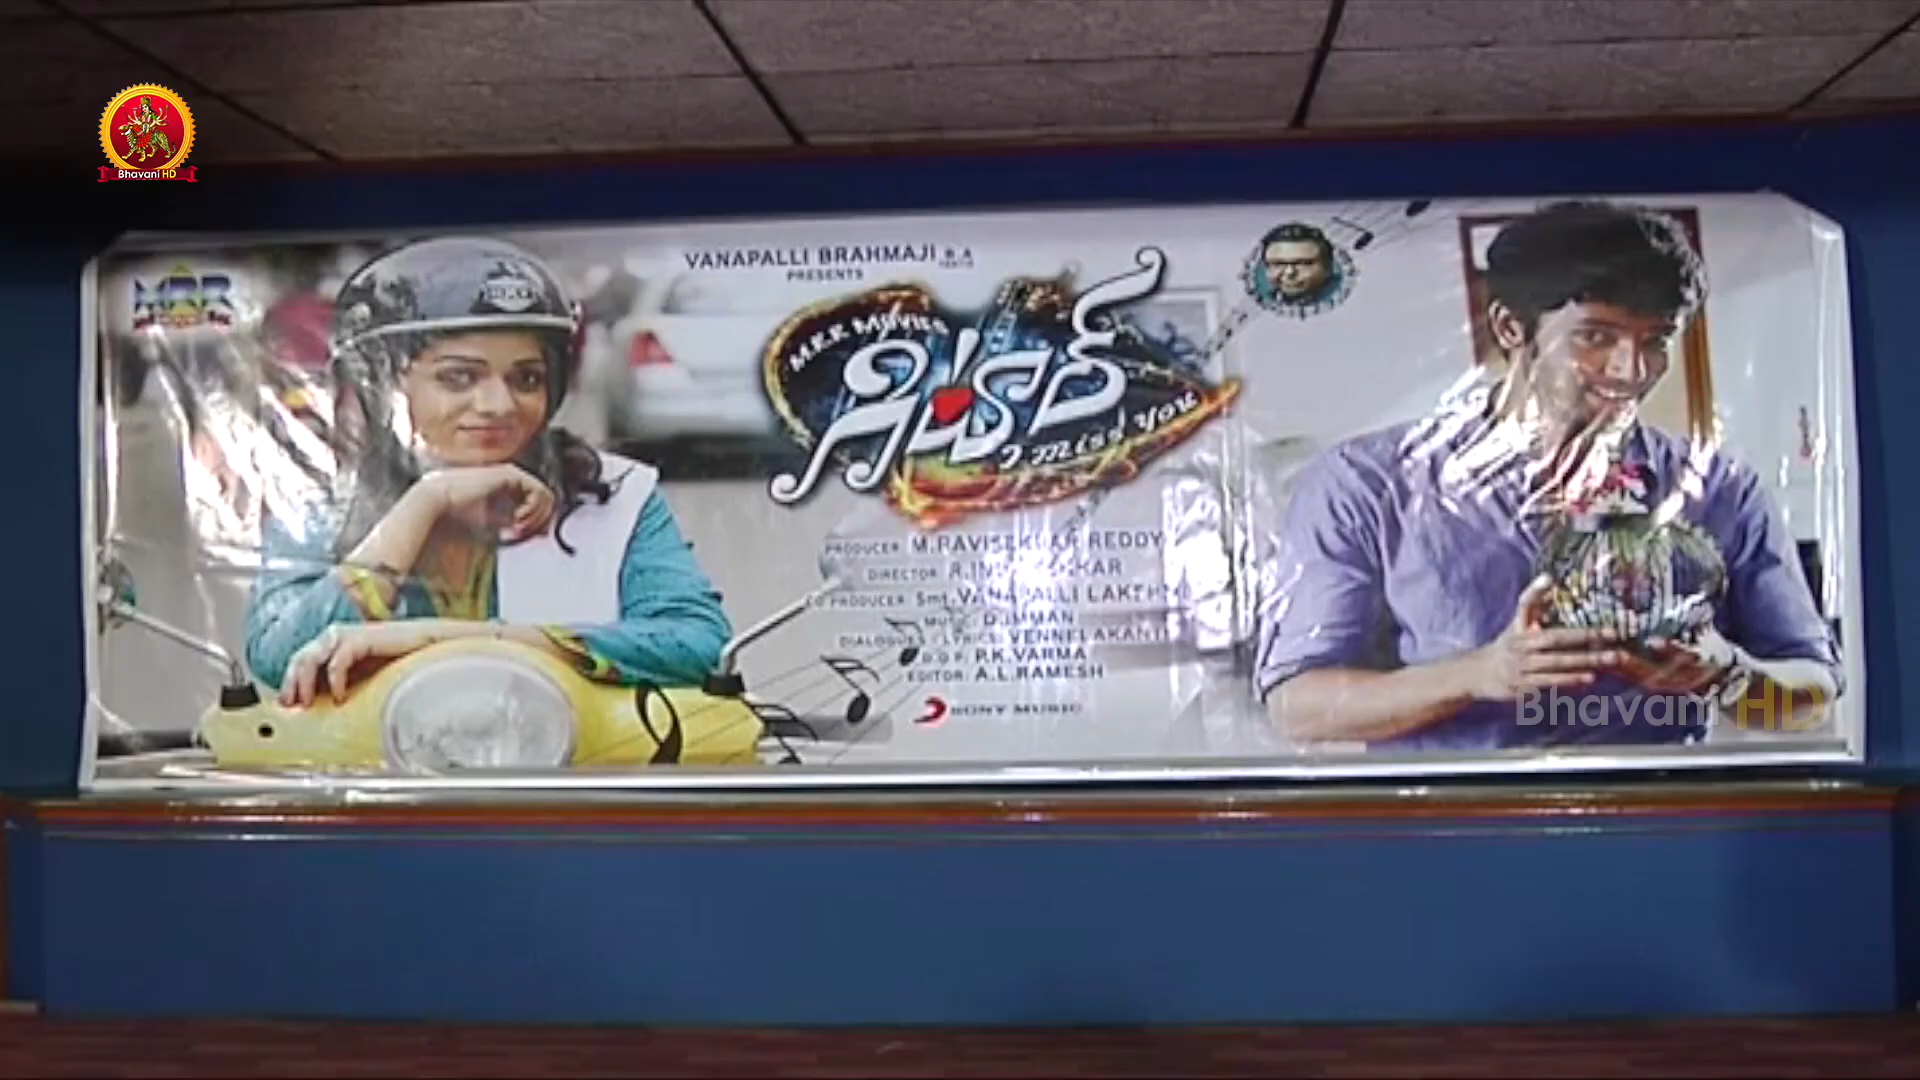 Bhavani HD
MRR
VANAPALLI BRAHMAJI B.A
PRESENTS
M.R.R MOVIES
గిటార్
I miss you
PRODUCER M.RAVISEKHAR REDDY
DIRECTOR
CO PRODUCER Smt. VANAPALLI LAKSHMI
MUSIC: D.IMMAN
DIALOGUES / LYRICS VENNELAKANTI
D.O.P: P.K.VARMA
EDITOR: A.L.RAMESH
SONY MUSIC
Bhavani HD